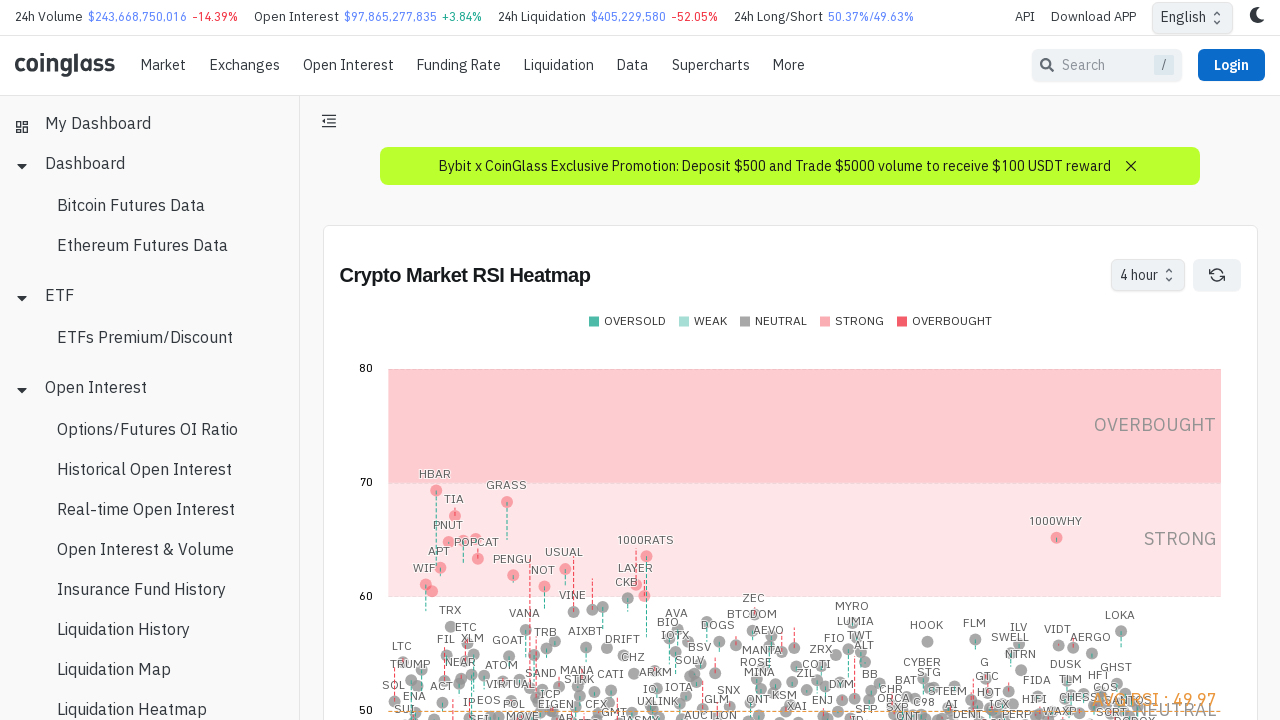 24h Volume $243,668,750,016 -14.39% Open Interest $97,865,277,835 +3.84% 24h Liquidation $405,229,580 -52.05% 24h Long/Short 50.37%/49.63% API Download APP English
coinglass Market Exchanges Open Interest Funding Rate Liquidation Data Supercharts More Search / Login
My Dashboard
Dashboard
Bitcoin Futures Data
Ethereum Futures Data
ETF
ETFs Premium/Discount
Open Interest
Options/Futures OI Ratio
Historical Open Interest
Real-time Open Interest
Open Interest & Volume
Insurance Fund History
Liquidation History
Liquidation Map
Liquidation Heatmap
Bybit x CoinGlass Exclusive Promotion: Deposit $500 and Trade $5000 volume to receive $100 USDT reward
Crypto Market RSI Heatmap 4 hour
OVERSOLD WEAK NEUTRAL STRONG OVERBOUGHT
80
OVERBOUGHT
70
HBAR
GRASS
TIA
PNUT
1000WHY
STRONG
POPCAT
1000RATS
APT
USUAL
PENGU
WIF
NOT
LAYER
CKB
60
VINE
ZEC
TRX
VANA
AVA
BTCDOM
MYRO
LOKA
BIO
DOGS
LUMIA
HOOK
FLM
ETC
TRB
AIXBT
AEVO
ILV
VIDT
FIL
XLM
GOAT
DRIFT
IOTX
FIO
TWT
SWELL
AERGO
LTC
BSV
MANTA
ZRX
ALT
NTRN
CHZ
SOLV
ROSE
COTI
CYBER
G
DUSK
GHST
TRUMP
NEAR
ATOM
SAND
MANA
CATI
ARKM
MINA
ZIL
BB
STG
GTC
FIDA
TLM
HFT
SOL
ACT
VIRTUAL
STRK
IO
IOTA
SNX
DYM
CHR
BAT
STEEM
HOT
COS
ENA
IP
EOS
POL
ICP
EIGEN
CFX
UXLINK
GLM
QNT
KSM
ENJ
ORCA
C98
AI
ICX
HIFI
CHESS
AVG RSI : 49.97
SUI
MOVE
GMT
AUCTION
XAI
SFP
SXP
DENT
PERP
WAXP
NEUTRAL
50